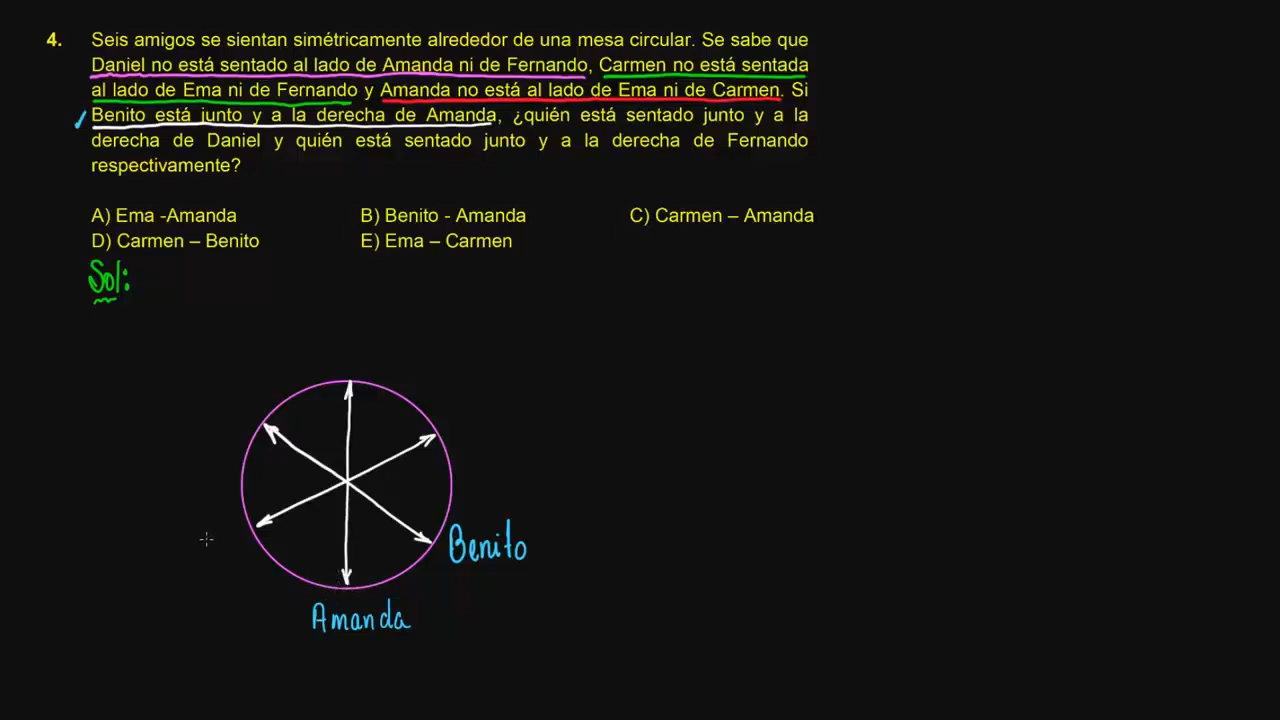 4. Seis amigos se sientan simétricamente alrededor de una mesa circular. Se sabe que
Daniel no está sentado al lado de Amanda ni de Fernando, Carmen no está sentada
al lado de Ema ni de Fernando y Amanda no está al lado de Ema ni de Carmen. Si
Benito está junto y a la derecha de Amanda, ¿quién está sentado junto y a la
derecha de Daniel y quién está sentado junto y a la derecha de Fernando
respectivamente?
A) Ema -Amanda B) Benito - Amanda C) Carmen – Amanda
D) Carmen – Benito E) Ema – Carmen
Sol:
Benito
Amanda